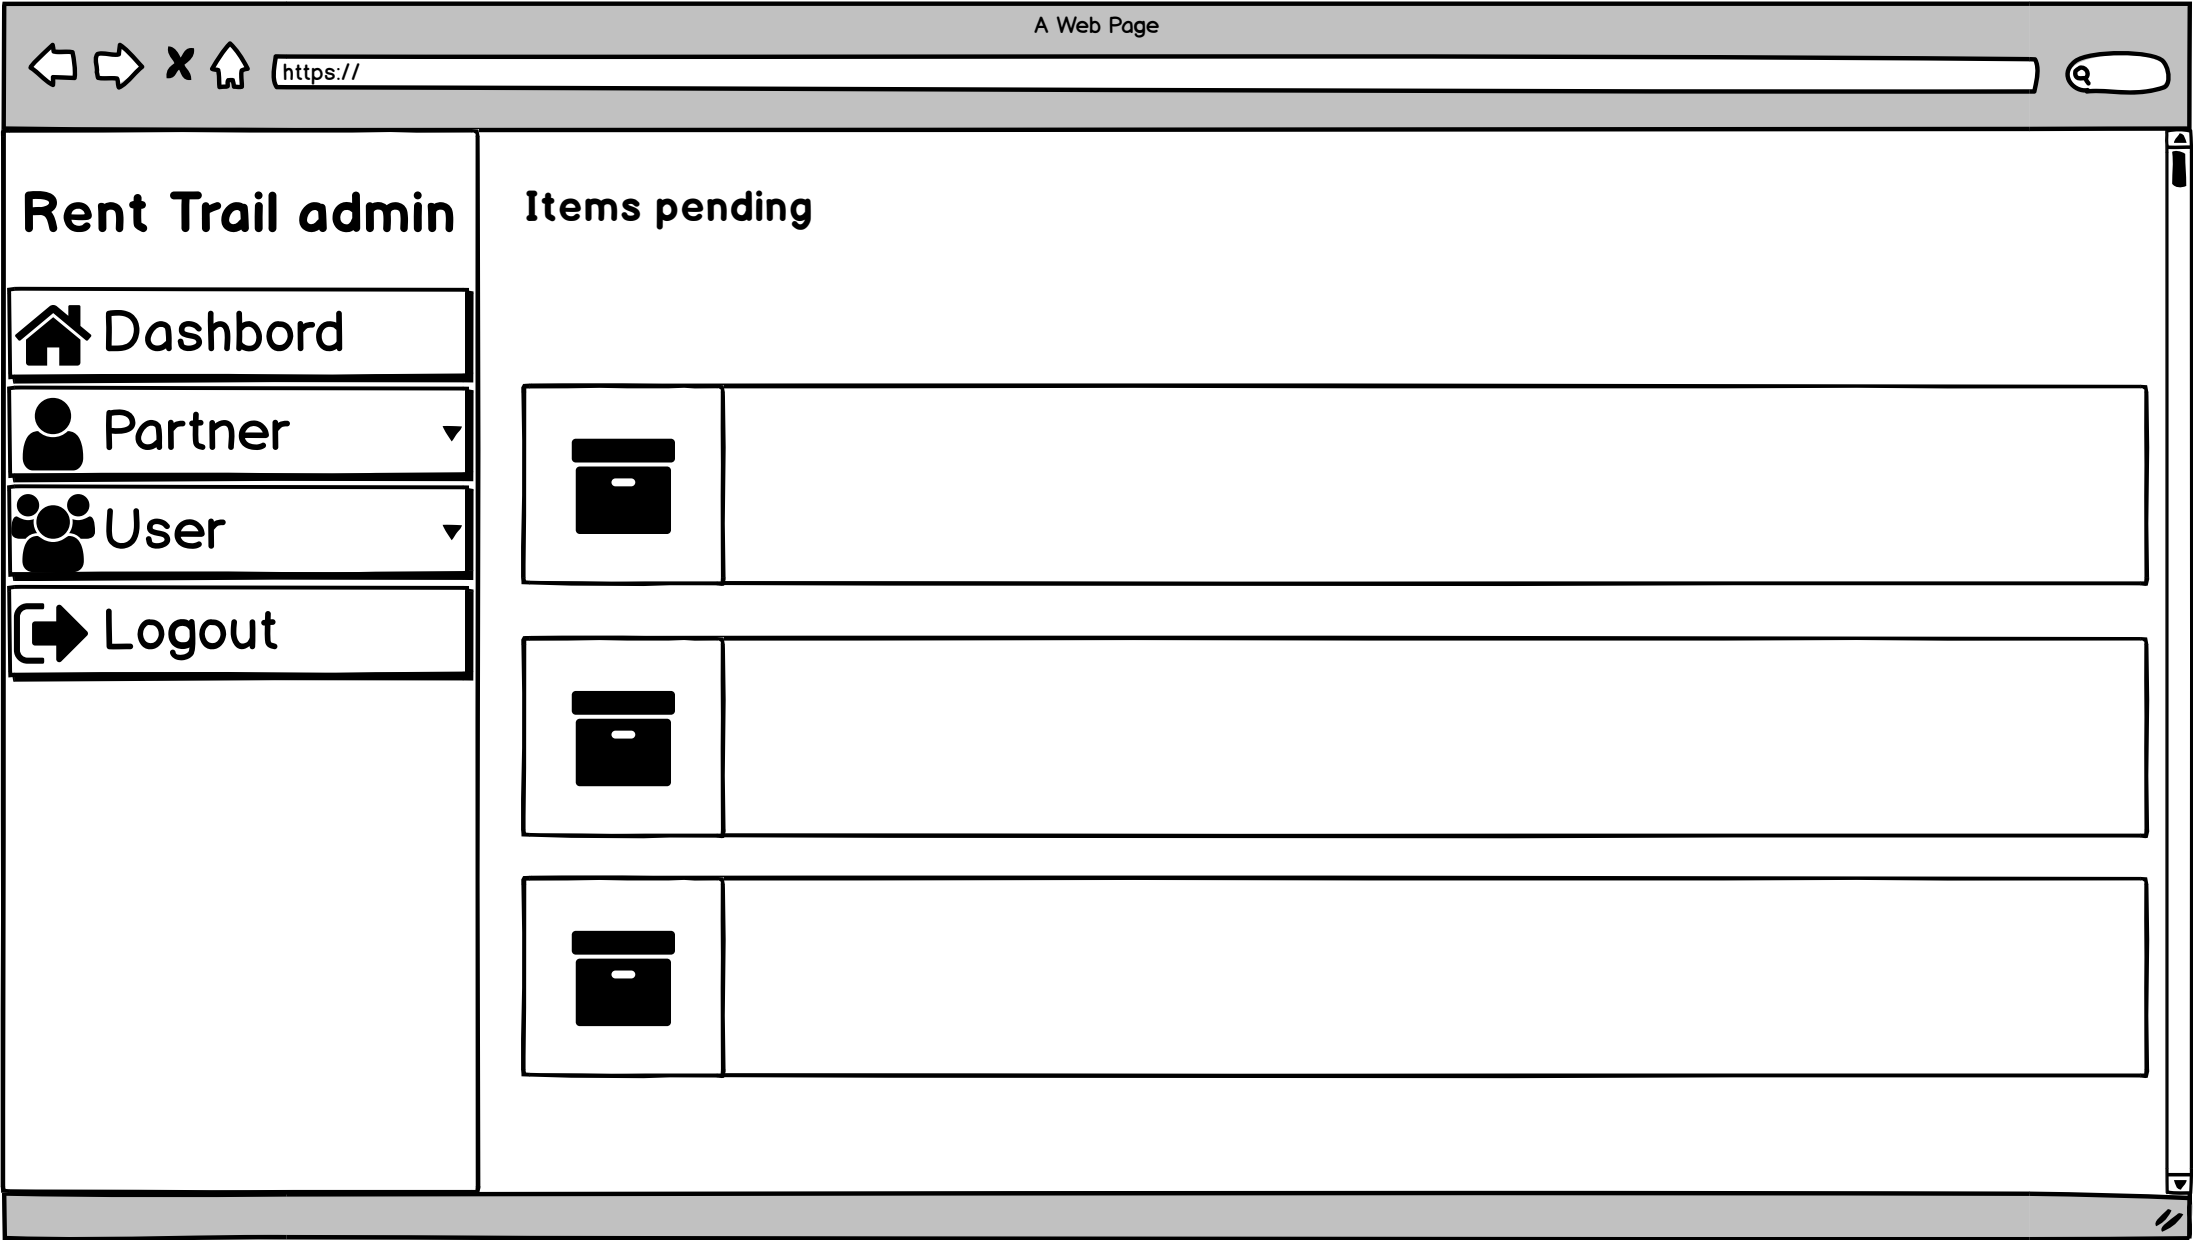 A Web Page
https://
Rent Trail admin
Dashbord
Partner
User
Logout
Items pending